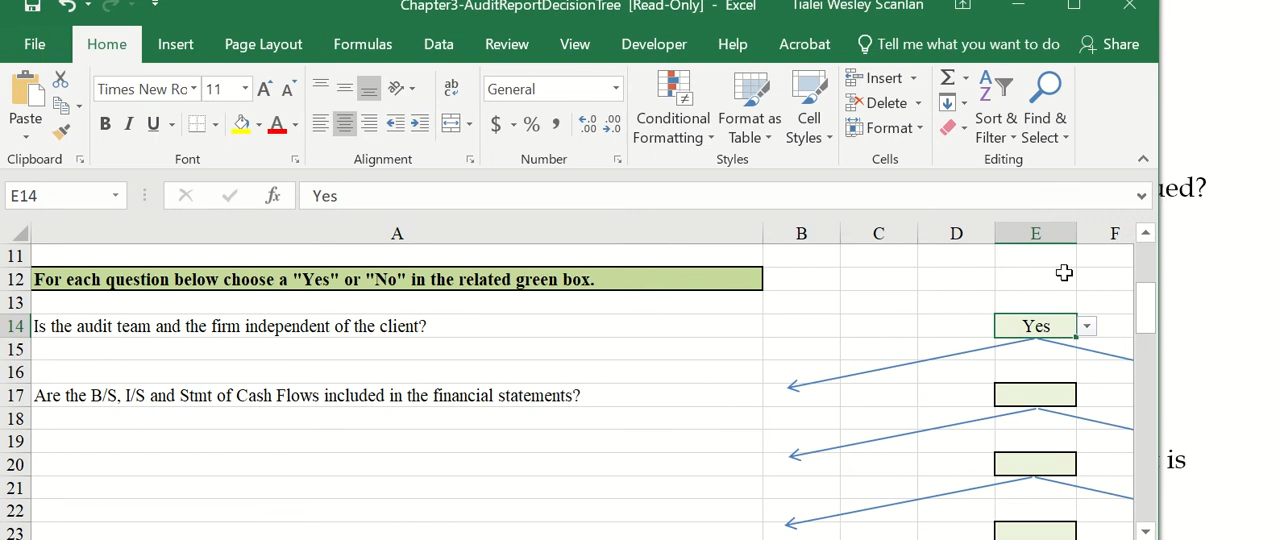 Chapter3-AuditReportDecisionTree [Read-Only] - Excel
Tialei Wesley Scanlan
File Home Insert Page Layout Formulas Data Review View Developer Help Acrobat Tell me what you want to do Share
Paste
Times New Ro 11
B I U A
ab
General
$ % ,
Conditional Formatting
Format as Table
Cell Styles
Insert
Delete
Format
Sort & Filter
Find & Select
Clipboard Font Alignment Number Styles Cells Editing
E14 fx Yes
ued?
A B C D E F
11
12 For each question below choose a "Yes" or "No" in the related green box.
13
14 Is the audit team and the firm independent of the client? Yes
15
16
17 Are the B/S, I/S and Stmt of Cash Flows included in the financial statements?
18
19
20
is
21
22
23